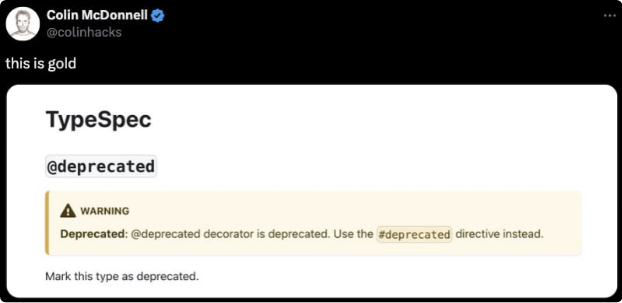 Colin McDonnell
@colinhacks
this is gold
TypeSpec
@deprecated
WARNING
Deprecated: @deprecated decorator is deprecated. Use the #deprecated directive instead.
Mark this type as deprecated.